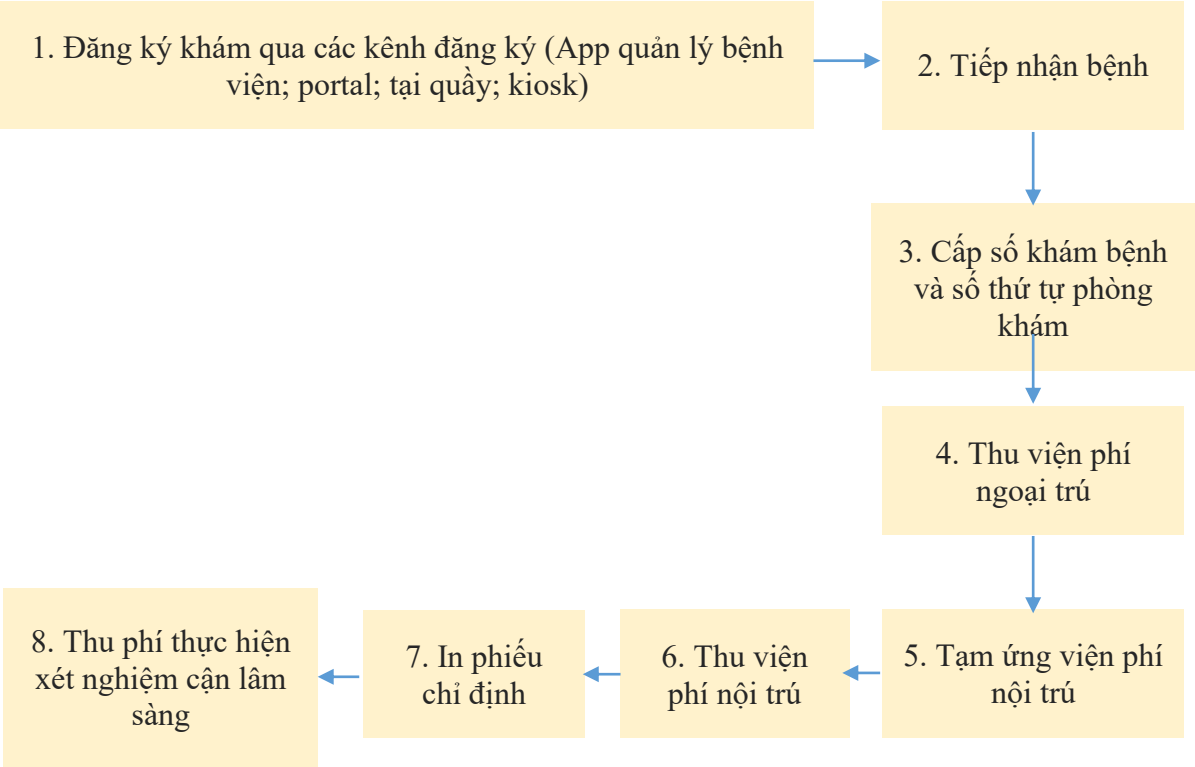 1. Đăng ký khám qua các kênh đăng ký (App quản lý bệnh
viện; portal; tại quầy; kiosk)
2. Tiếp nhận bệnh
3. Cấp số khám bệnh
và số thứ tự phòng
khám
4. Thu viện phí
ngoại trú
5. Tạm ứng viện phí
nội trú
6. Thu viện
phí nội trú
7. In phiếu
chỉ định
8. Thu phí thực hiện
xét nghiệm cận lâm
sàng